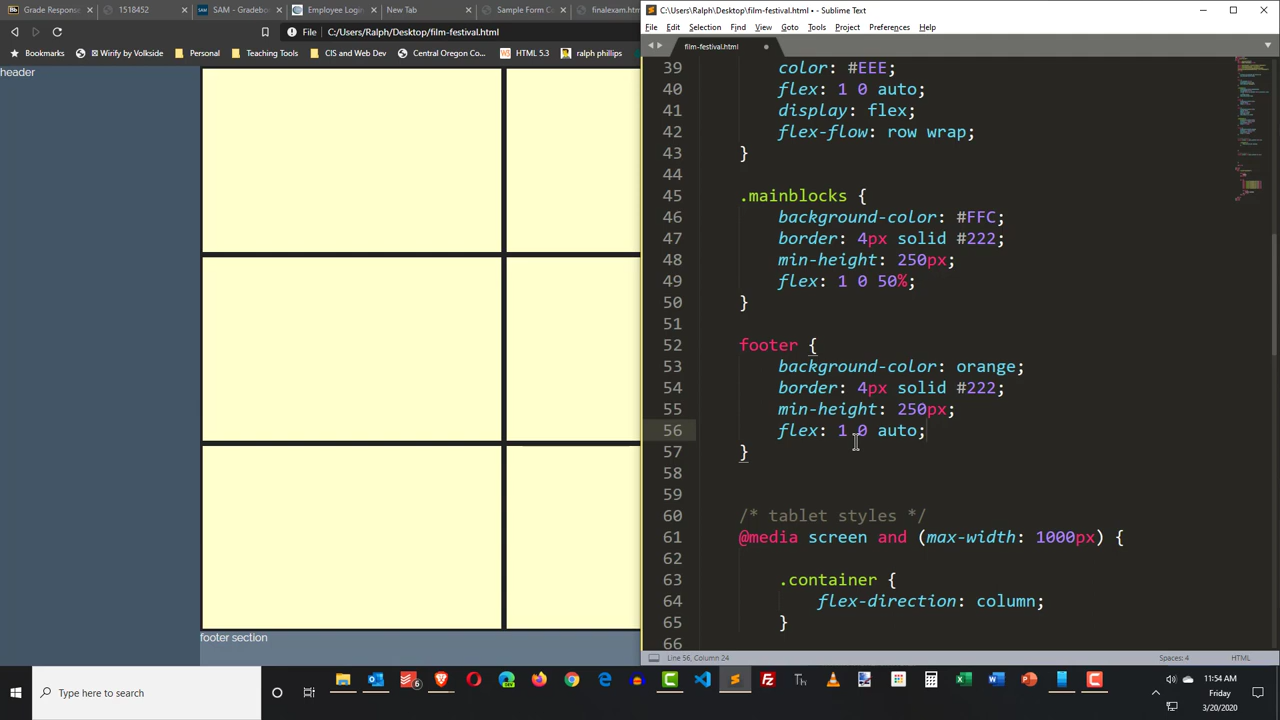 Grade Response
1518452
SAM - Gradeb
Employee Login
New Tab
Sample Form C
finalexam.html
File
C:/Users/Ralph/Desktop/film-festival.html
Bookmarks
Wirify by Volkside
Personal
Teaching Tools
CIS and Web Dev
Central Oregon Co...
HTML 5.3
ralph phillips
header
footer section
C:\Users\Ralph\Desktop\film-festival.html • - Sublime Text
File Edit Selection Find View Goto Tools Project Preferences Help
film-festival.html
39 color: #EEE;
40 flex: 1 0 auto;
41 display: flex;
42 flex-flow: row wrap;
43 }
44
45 .mainblocks {
46 background-color: #FFC;
47 border: 4px solid #222;
48 min-height: 250px;
49 flex: 1 0 50%;
50 }
51
52 footer {
53 background-color: orange;
54 border: 4px solid #222;
55 min-height: 250px;
56 flex: 1 0 auto;
57 }
58
59
60 /* tablet styles */
61 @media screen and (max-width: 1000px) {
62
63 .container {
64 flex-direction: column;
65 }
66
Line 56, Column 24
Spaces: 4
HTML
Type here to search
11:54 AM
Friday
3/20/2020